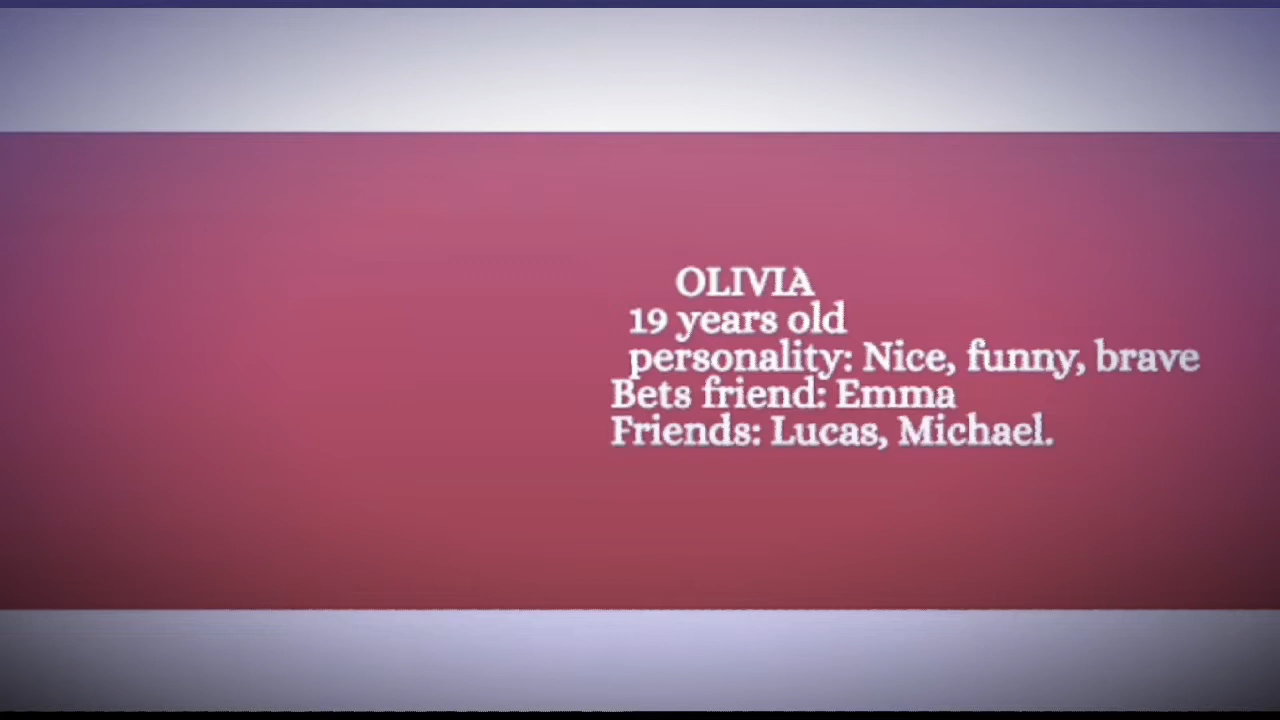 OLIVIA
19 years old
personality: Nice, funny, brave
Bets friend: Emma
Friends: Lucas, Michael.